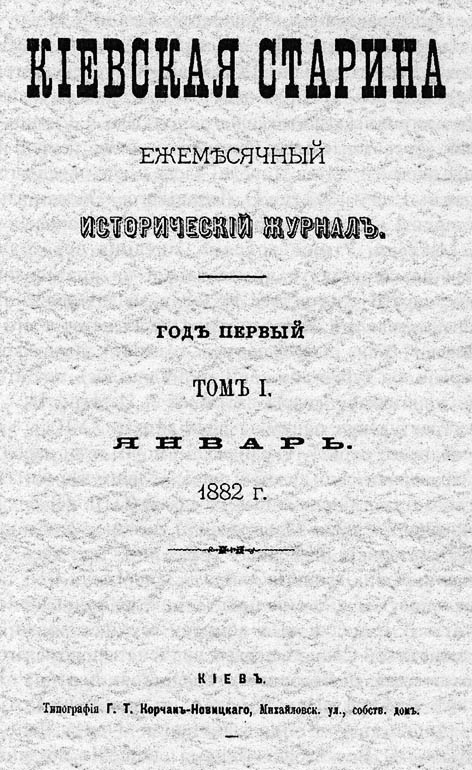 КІЕВСКАЯ СТАРИНА
ЕЖЕМѢСЯЧНЫЙ
ИСТОРИЧЕСКІЙ ЖУРНАЛЪ.
ГОДЪ ПЕРВЫЙ
ТОМЪ I.
ЯНВАРЬ.
1882 г.
КІЕВЪ.
Типографія Г. Т. Корчакъ-Новицкаго, Михайловск. ул., собств. домъ.